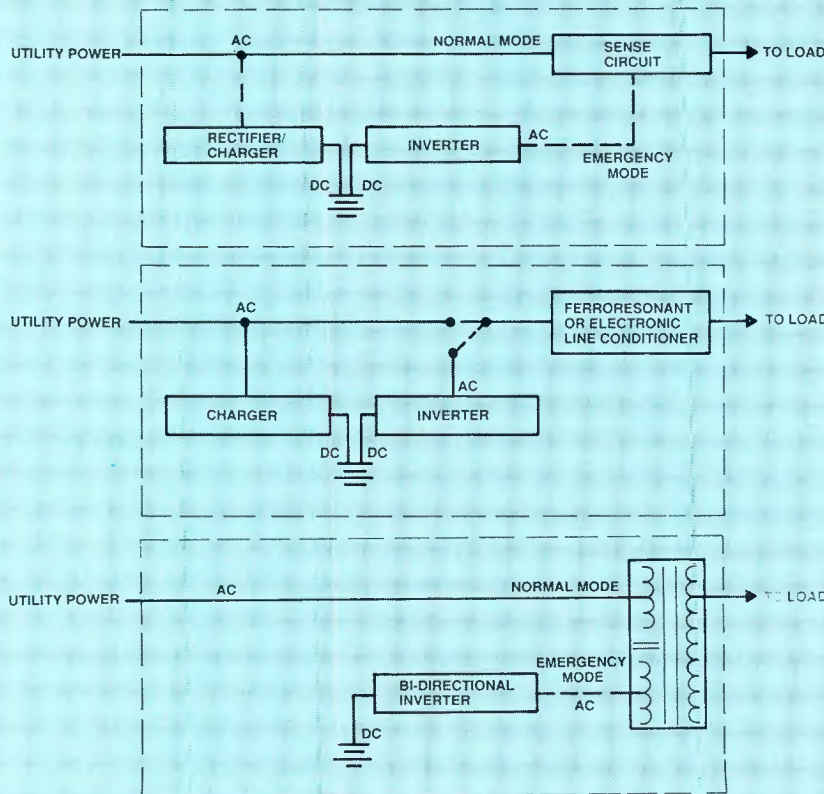 AC
NORMAL MODE
UTILITY POWER
SENSE
CIRCUIT
TO LOAD
RECTIFIER/
CHARGER
INVERTER
AC
EMERGENCY
MODE
DC
DC
AC
UTILITY POWER
FERRORESONANT
OR ELECTRONIC
LINE CONDITIONER
TO LOAD
AC
CHARGER
INVERTER
DC
DC
AC
NORMAL MODE
UTILITY POWER
TO LOAD
EMERGENCY
MODE
BI-DIRECTIONAL
INVERTER
AC
DC